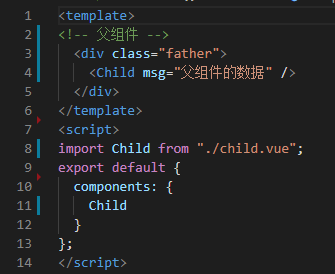 1 <template>
2 <!-- 父组件 -->
3 <div class="father">
4 <Child msg="父组件的数据" />
5 </div>
6 </template>
7 <script>
8 import Child from "./child.vue";
9 export default {
10 components: {
11 Child
12 }
13 };
14 </script>